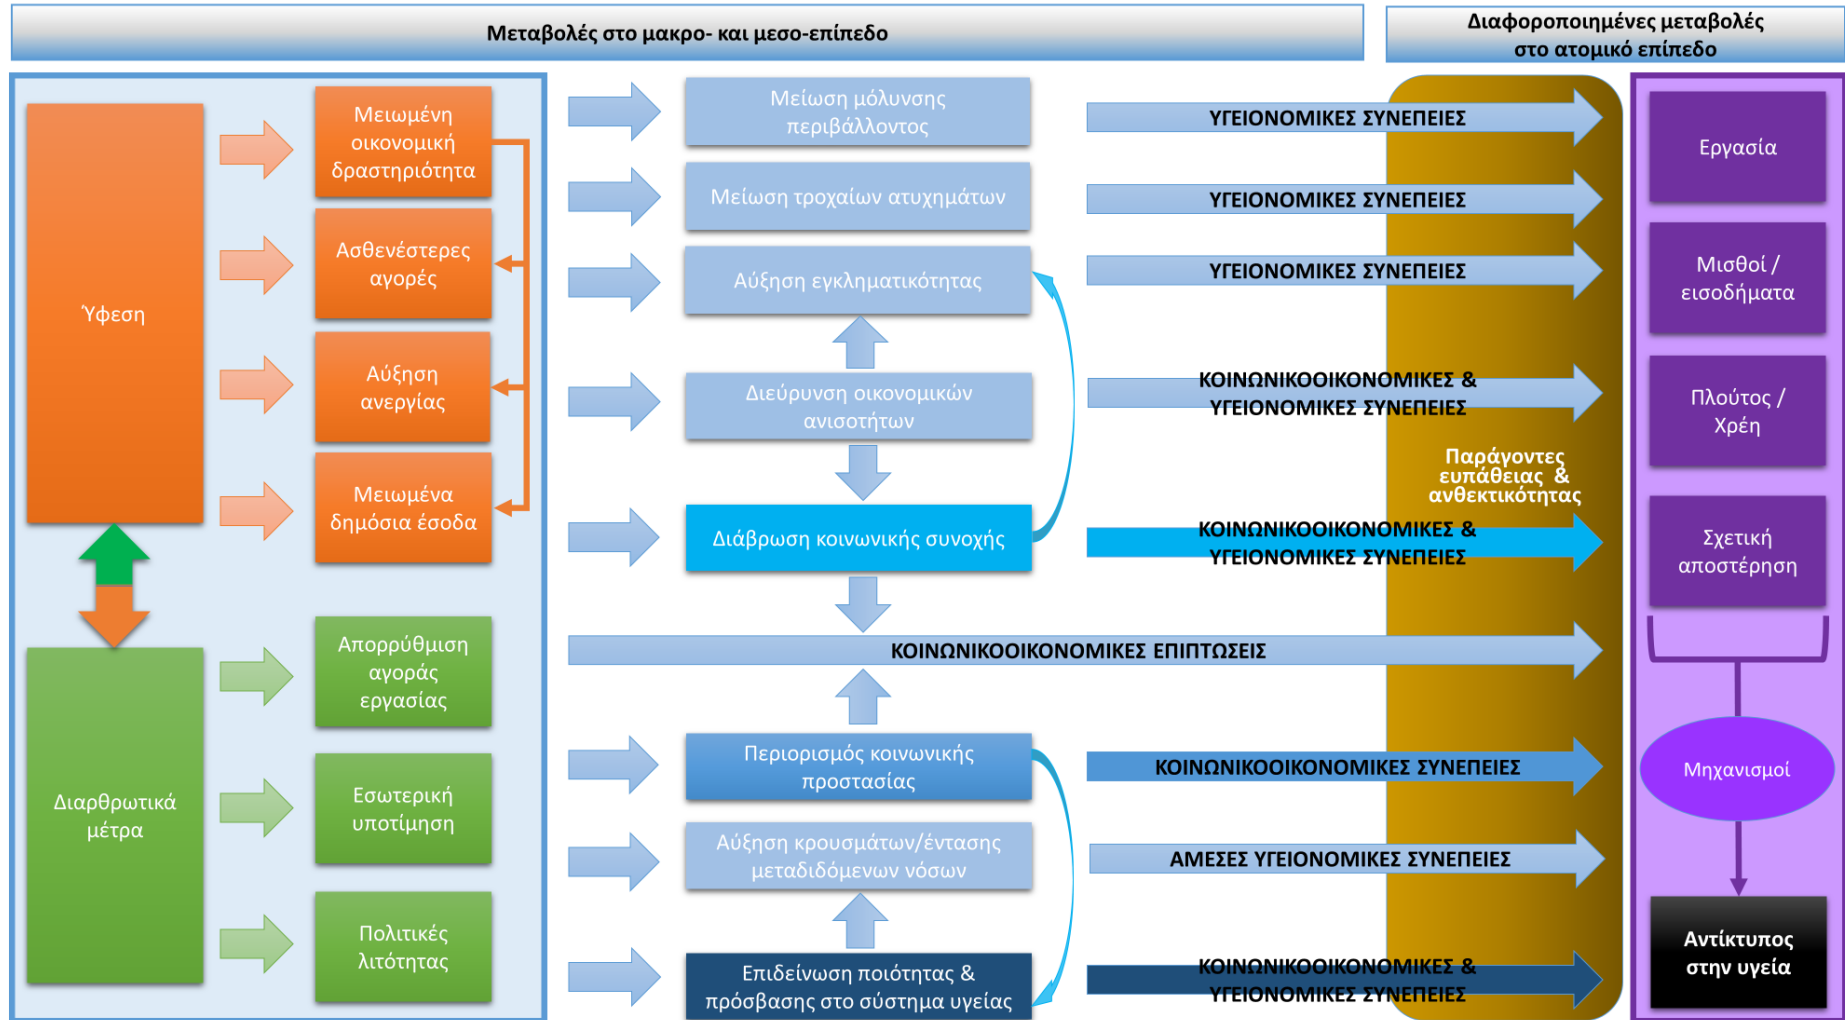 Μεταβολές στο μακρο- και μεσο-επίπεδο
Διαφοροποιημένες μεταβολές
στο ατομικό επίπεδο
Ύφεση
Μειωμένη
οικονομική
δραστηριότητα
Ασθενέστερες
αγορές
Αύξηση
ανεργίας
Μειωμένα
δημόσια έσοδα
Διαρθρωτικά
μέτρα
Απορρύθμιση
αγοράς
εργασίας
Εσωτερική
υποτίμηση
Πολιτικές
λιτότητας
Μείωση μόλυνσης
περιβάλλοντος
Μείωση τροχαίων ατυχημάτων
Αύξηση εγκληματικότητας
Διεύρυνση οικονομικών
ανισοτήτων
Διάβρωση κοινωνικής συνοχής
ΚΟΙΝΩΝΙΚΟΟΙΚΟΝΟΜΙΚΕΣ ΕΠΙΠΤΩΣΕΙΣ
Περιορισμός κοινωνικής
προστασίας
Αύξηση κρουσμάτων/έντασης
μεταδιδόμενων νόσων
Επιδείνωση ποιότητας &
πρόσβασης στο σύστημα υγείας
ΥΓΕΙΟΝΟΜΙΚΕΣ ΣΥΝΕΠΕΙΕΣ
ΥΓΕΙΟΝΟΜΙΚΕΣ ΣΥΝΕΠΕΙΕΣ
ΥΓΕΙΟΝΟΜΙΚΕΣ ΣΥΝΕΠΕΙΕΣ
ΚΟΙΝΩΝΙΚΟΟΙΚΟΝΟΜΙΚΕΣ &
ΥΓΕΙΟΝΟΜΙΚΕΣ ΣΥΝΕΠΕΙΕΣ
ΚΟΙΝΩΝΙΚΟΟΙΚΟΝΟΜΙΚΕΣ &
ΥΓΕΙΟΝΟΜΙΚΕΣ ΣΥΝΕΠΕΙΕΣ
ΚΟΙΝΩΝΙΚΟΟΙΚΟΝΟΜΙΚΕΣ ΣΥΝΕΠΕΙΕΣ
ΑΜΕΣΕΣ ΥΓΕΙΟΝΟΜΙΚΕΣ ΣΥΝΕΠΕΙΕΣ
ΚΟΙΝΩΝΙΚΟΟΙΚΟΝΟΜΙΚΕΣ &
ΥΓΕΙΟΝΟΜΙΚΕΣ ΣΥΝΕΠΕΙΕΣ
Παράγοντες
ευπάθειας &
ανθεκτικότητας
Εργασία
Μισθοί /
εισοδήματα
Πλούτος /
Χρέη
Σχετική
αποστέρηση
Μηχανισμοί
Αντίκτυπος
στην υγεία